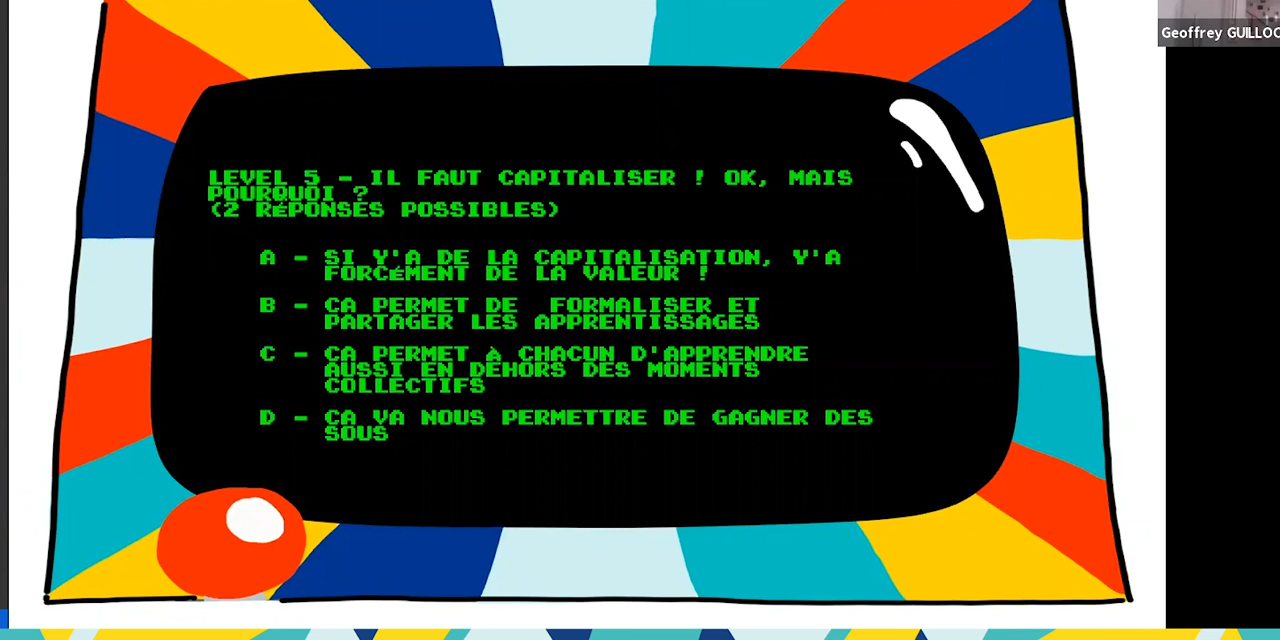 Geoffrey GUILLOC
LEVEL 5 - IL FAUT CAPITALISER ! OK, MAIS
POURQUOI ?
(2 RéPONSES POSSIBLES)
A - SI Y'A DE LA CAPITALISATION, Y'A
FORCéMENT DE LA VALEUR !
B - CA PERMET DE FORMALISER ET
PARTAGER LES APPRENTISSAGES
C - CA PERMET à CHACUN D'APPRENDRE
AUSSI EN DEHORS DES MOMENTS
COLLECTIFS
D - CA VA NOUS PERMETTRE DE GAGNER DES
SOUS